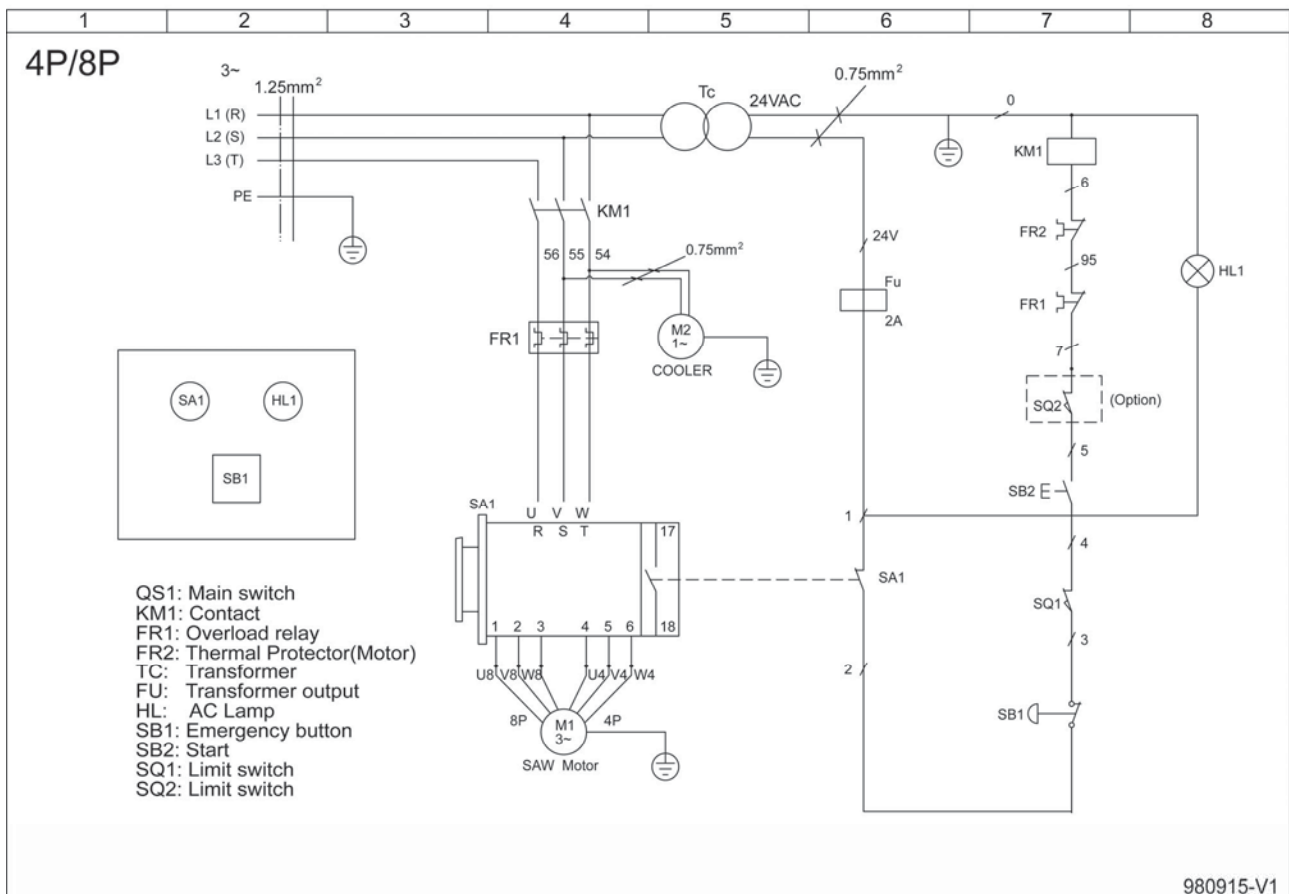 1 2 3 4 5 6 7 8
4P/8P
3~
1.25mm²
L1 (R)
L2 (S)
L3 (T)
PE
Tc
24VAC
0.75mm²
0
KM1
6
FR2
95
FR1
7
SQ2
(Option)
5
SB2
4
SQ1
3
SB1
HL1
24V
Fu
2A
1
SA1
2
KM1
56 55 54
0.75mm²
FR1
M2
1~
COOLER
SA1
U V W
R S T
17
1 2 3 4 5 6
18
U8 V8 W8 U4 V4 W4
8P
M1
3~
4P
SAW Motor
SA1
HL1
SB1
QS1: Main switch
KM1: Contact
FR1: Overload relay
FR2: Thermal Protector(Motor)
TC: Transformer
FU: Transformer output
HL: AC Lamp
SB1: Emergency button
SB2: Start
SQ1: Limit switch
SQ2: Limit switch
980915-V1